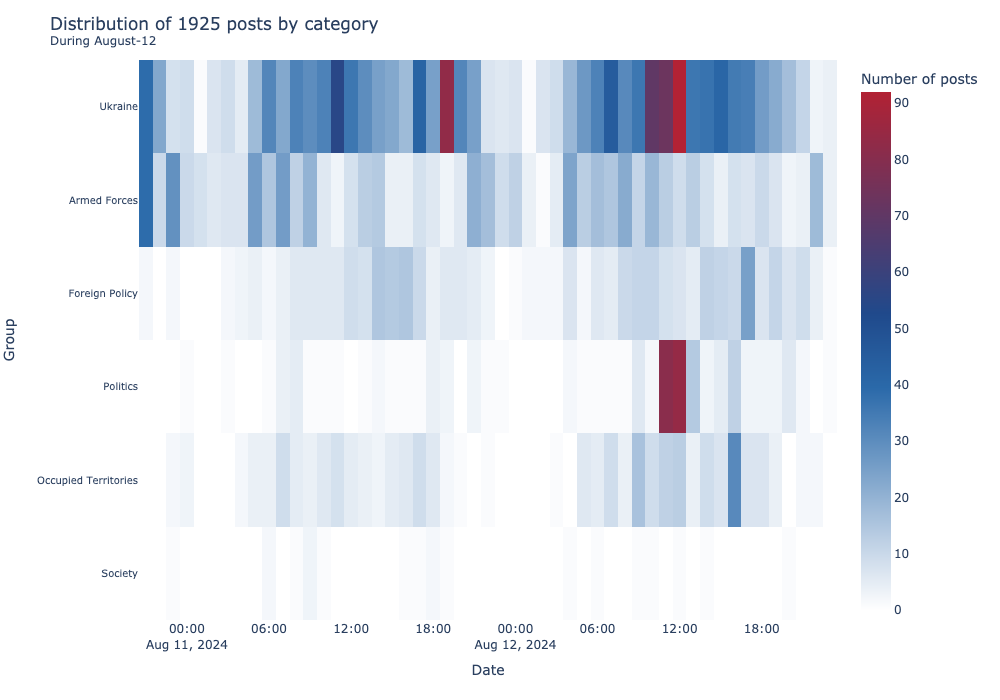 Distribution of 1925 posts by category
During August-12
Number of posts
Ukraine
Armed Forces
Foreign Policy
Politics
Occupied Territories
Society
Group
90
80
70
60
50
40
30
20
10
0
00:00 06:00 12:00 18:00 00:00 06:00 12:00 18:00
Aug 11, 2024 Aug 12, 2024
Date